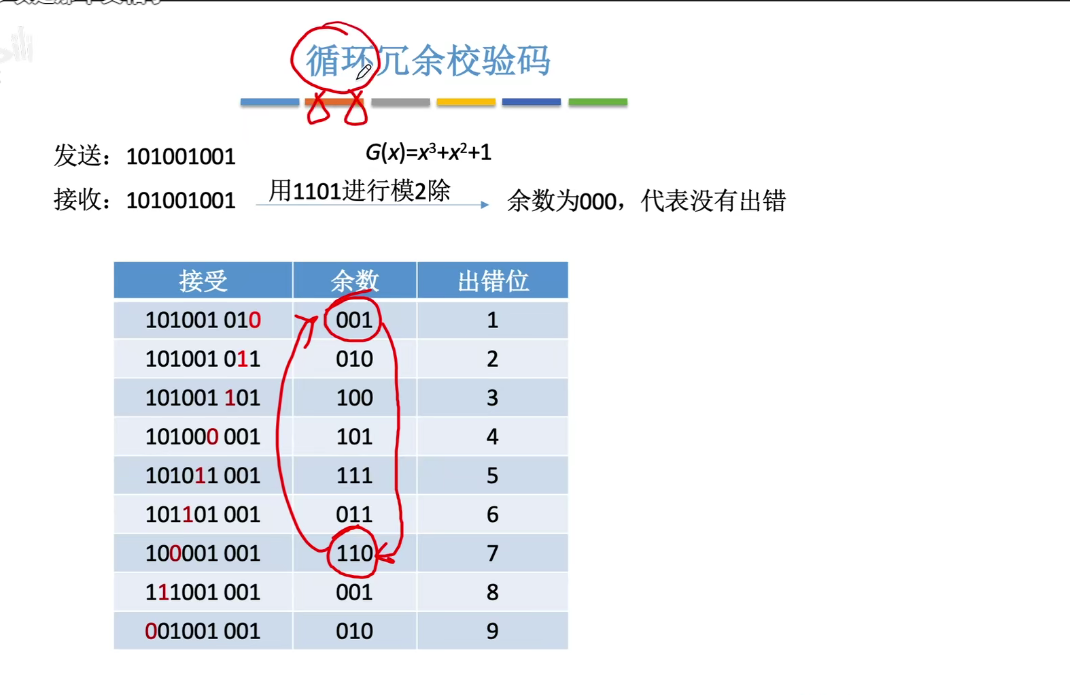 循环冗余校验码
发送：101001001
G(x)=x³+x²+1
接收：101001001
用1101进行模2除
余数为000，代表没有出错
接受 余数 出错位
101001 010 001 1
101001 011 010 2
101001 101 100 3
101000 001 101 4
101011 001 111 5
101101 001 011 6
100001 001 110 7
111001 001 001 8
001001 001 010 9